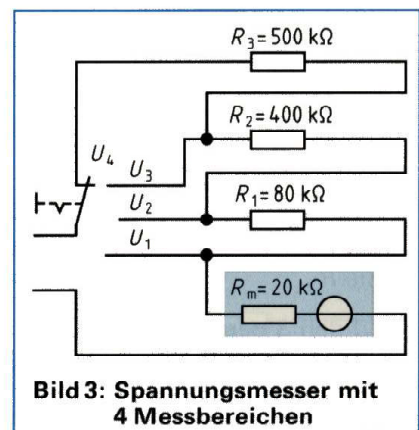 R₃ = 500 kΩ
R₂ = 400 kΩ
U₄
U₃
U₂
R₁ = 80 kΩ
U₁
Rₘ = 20 kΩ
Bild 3: Spannungsmesser mit
4 Messbereichen